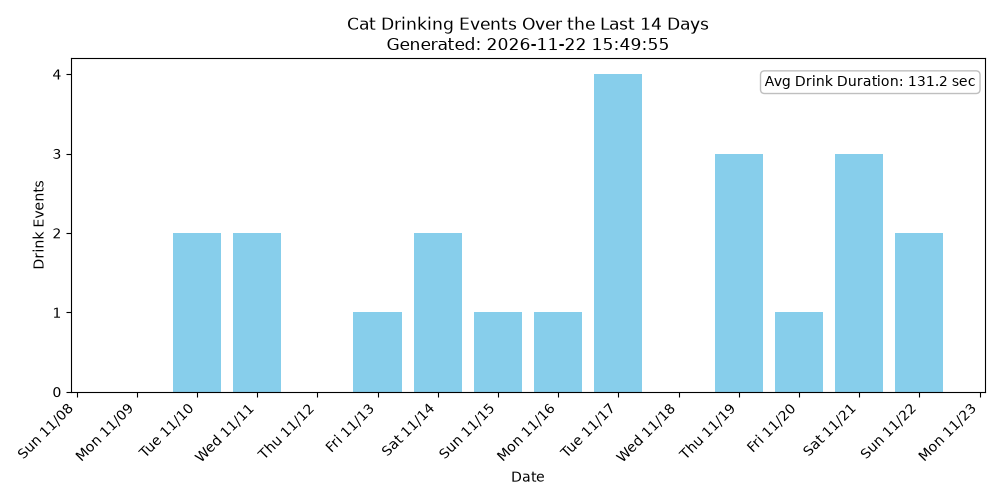 Cat Drinking Events Over the Last 14 Days
Generated: 2026-11-22 15:49:55
Avg Drink Duration: 131.2 sec
Drink Events
4
3
2
1
0
Sun 11/08
Mon 11/09
Tue 11/10
Wed 11/11
Thu 11/12
Fri 11/13
Sat 11/14
Sun 11/15
Mon 11/16
Tue 11/17
Wed 11/18
Thu 11/19
Fri 11/20
Sat 11/21
Sun 11/22
Mon 11/23
Date